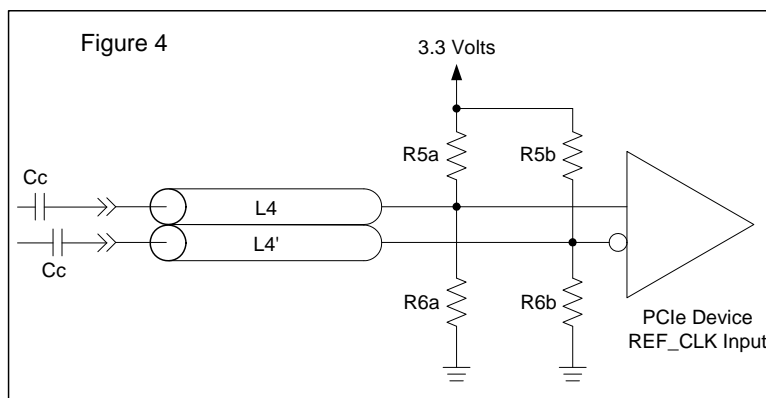 Figure 4
3.3 Volts
R5a
R5b
Cc
L4
L4'
Cc
R6a
R6b
PCIe Device
REF_CLK Input